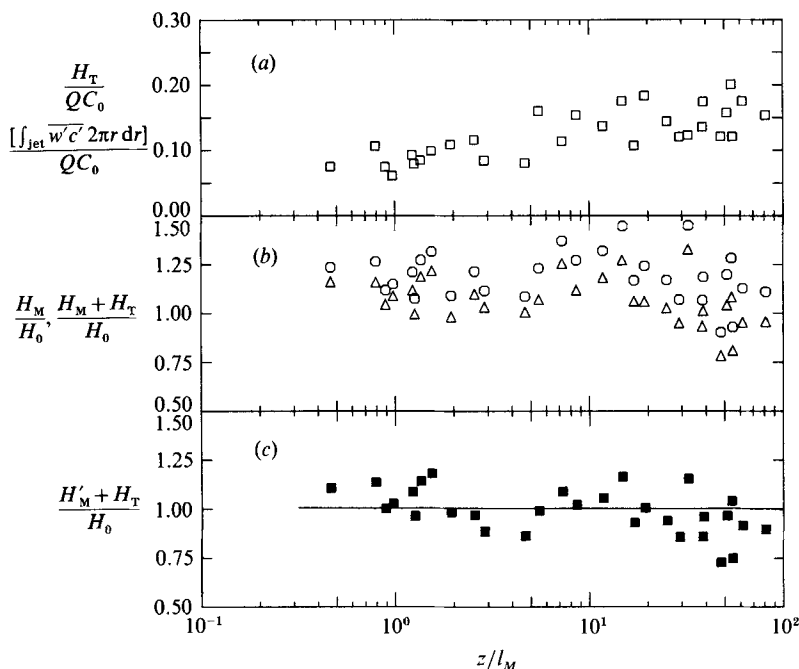 0.30
(a)
H_T / QC_0
0.20
[∫_jet \overline{w'c'} 2πr dr] / QC_0
0.10
0.00
1.50
(b)
1.25
H_M / H_0, H_M + H_T / H_0
1.00
0.75
0.50
(c)
1.25
H'_M + H_T / H_0
1.00
0.75
0.50
10^{-1} 10^0 10^1 10^2
z/l_M